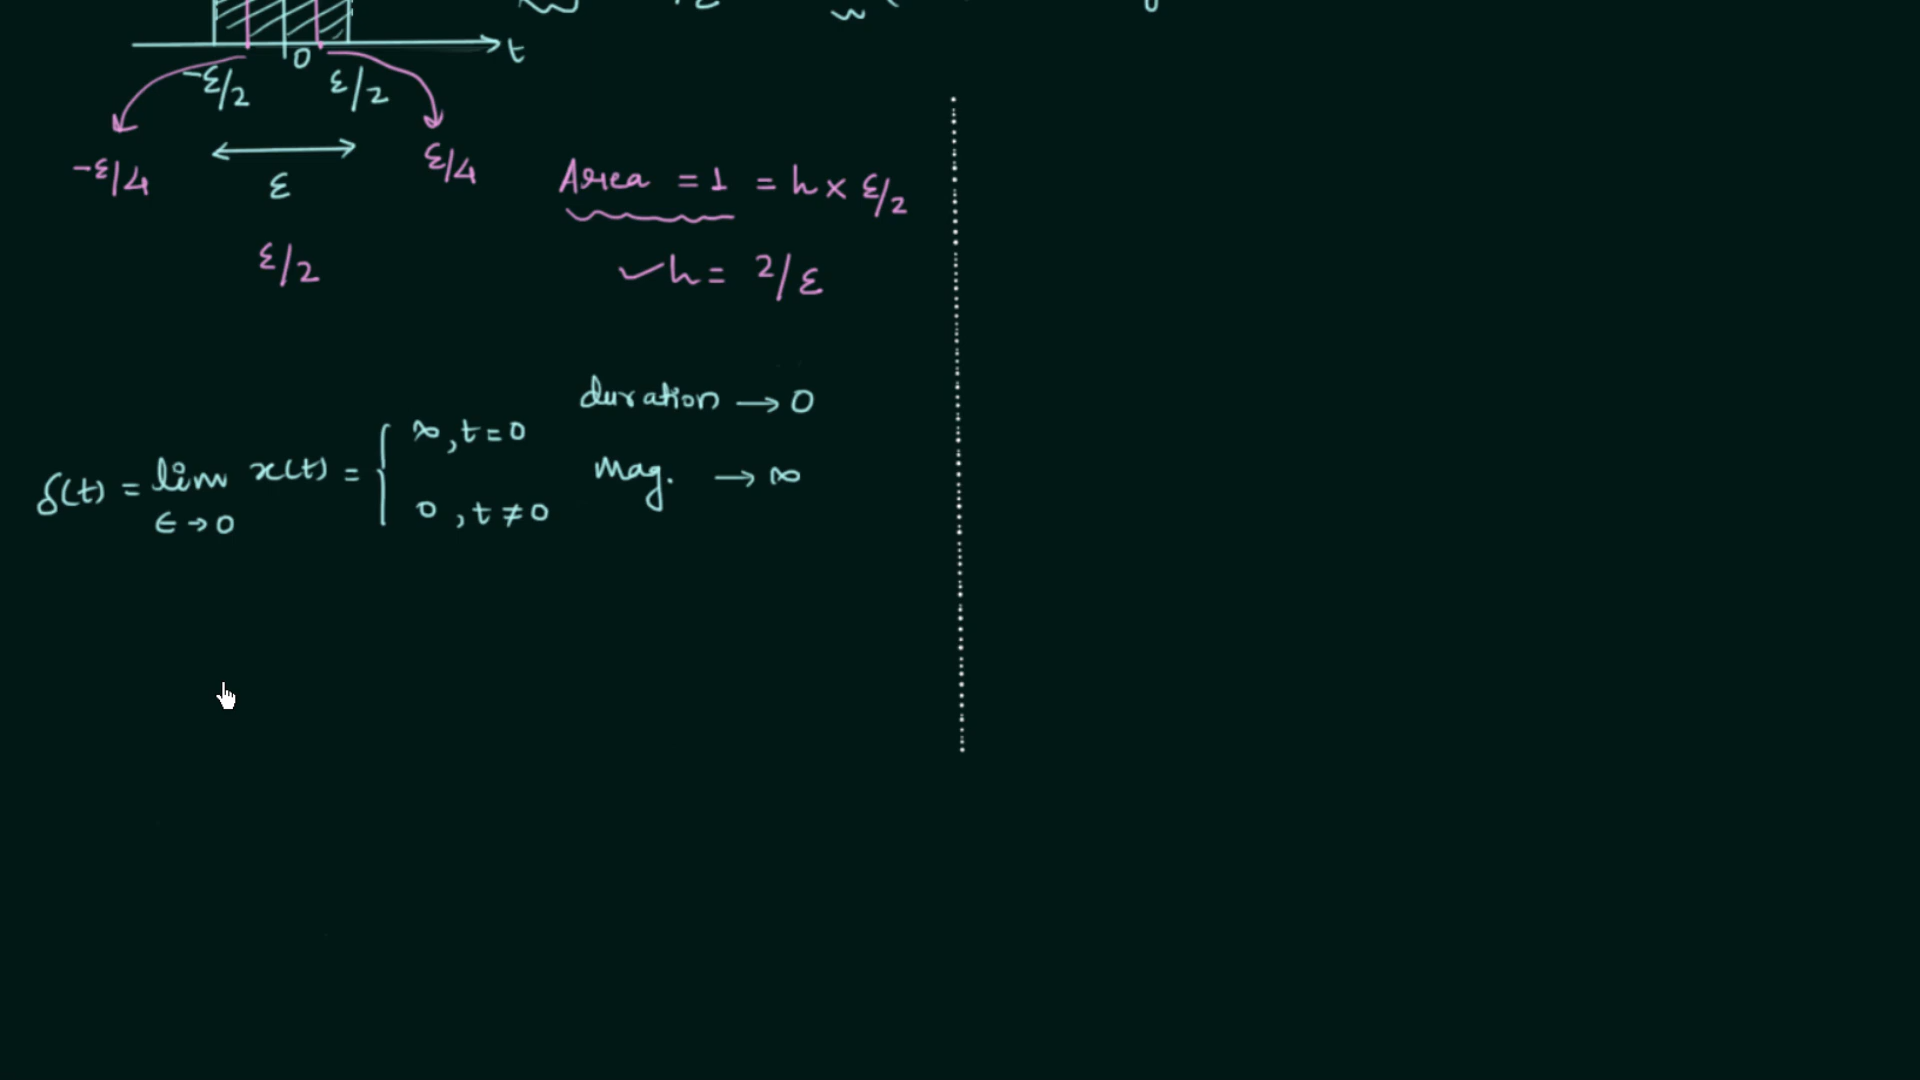 t
0
-ε/2 ε/2
-ε/4 ε ε/4
ε/2
Area = 1 = h × ε/2
✓h = 2/ε
duration → 0
mag. → ∞
δ(t) = lim x(t) = { ∞, t = 0
ϵ → 0 0, t ≠ 0